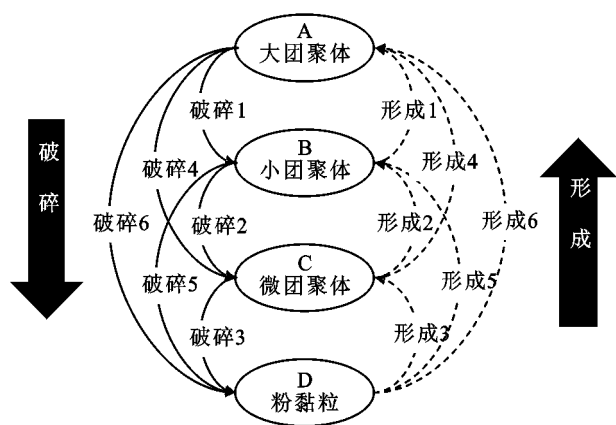 A
大团聚体
破碎1
形成1
破碎
B
小团聚体
破碎4
形成4
形成
破碎6
破碎2
形成2
形成6
C
微团聚体
破碎5
形成5
破碎3
形成3
D
粉黏粒